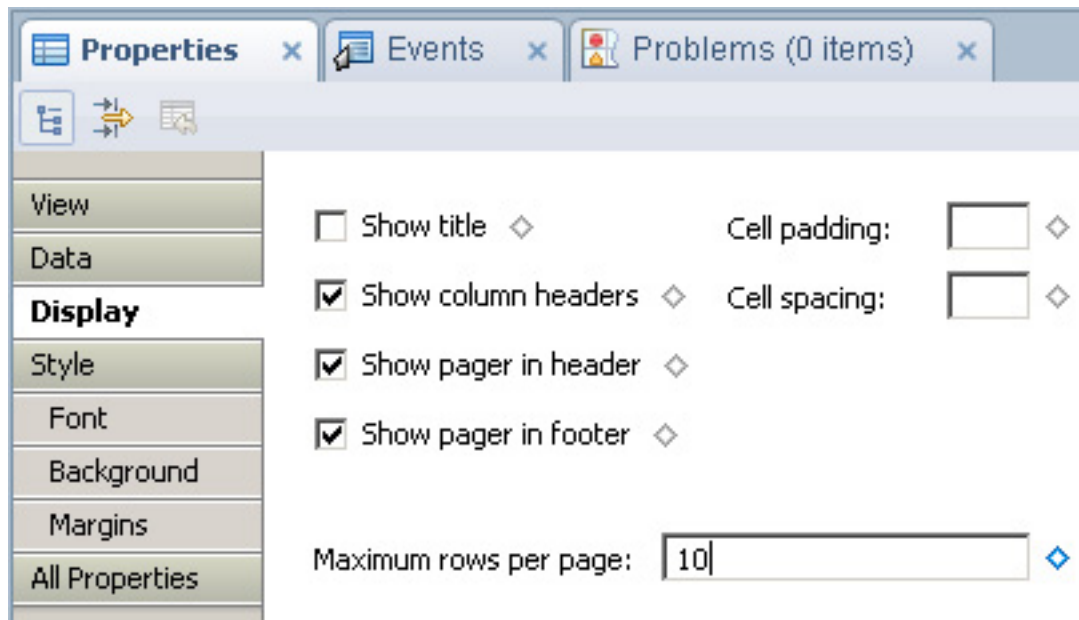 Properties Events Problems (0 items)
View
Data
Display
Style
Font
Background
Margins
All Properties
Show title Cell padding:
Show column headers Cell spacing:
Show pager in header
Show pager in footer
Maximum rows per page: 10